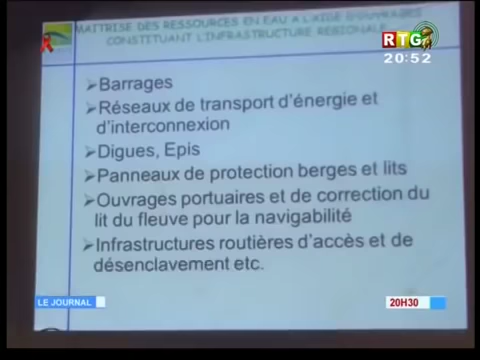 MAITRISE DES RESSOURCES EN EAU A L'AIDE D'OUVRAGES
CONSTITUANT L'INFRASTRUCTURE REGIONALE
RTG
20:52
➢Barrages
➢Réseaux de transport d'énergie et
d'interconnexion
➢Digues, Epis
➢Panneaux de protection berges et lits
➢Ouvrages portuaires et de correction du
lit du fleuve pour la navigabilité
➢Infrastructures routières d'accès et de
désenclavement etc.
LE JOURNAL
20H30